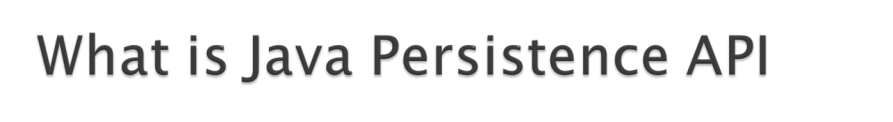 What is Java Persistence API